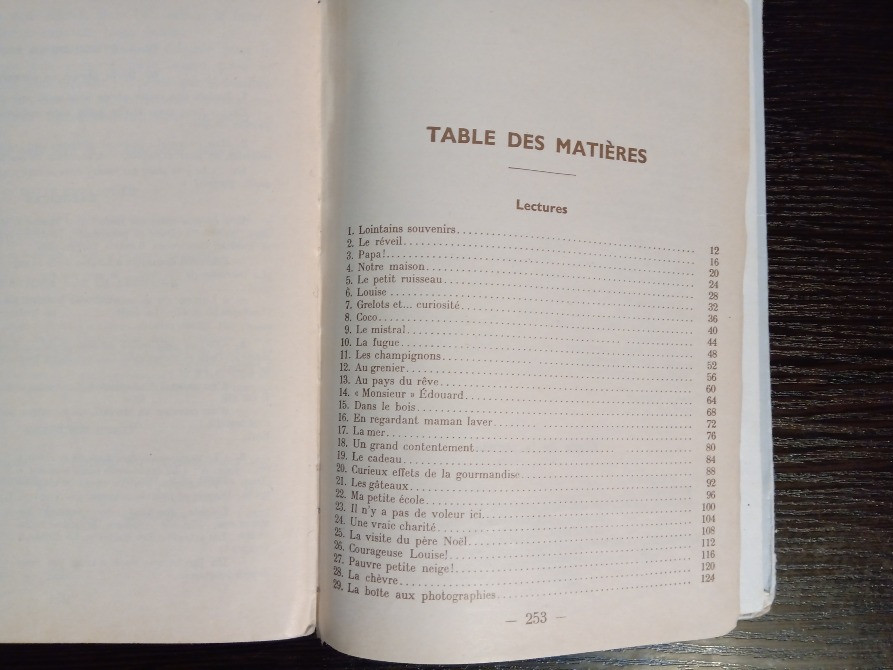 TABLE DES MATIÈRES
Lectures
1. Lointains souvenirs 12
2. Le réveil 16
3. Papa! 20
4. Notre maison 24
5. Le petit ruisseau 28
6. Louise 32
7. Grelots et... curiosité 36
8. Coco 40
9. Le mistral 44
10. La fugue 48
11. Les champignons 52
12. Au grenier 56
13. Au pays du rêve 60
14. « Monsieur » Édouard 64
15. Dans le bois 68
16. En regardant maman laver 72
17. La mer 76
18. Un grand contentement 80
19. Le cadeau 84
20. Curieux effets de la gourmandise 88
21. Les gâteaux 92
22. Ma petite école 96
23. Il n'y a pas de voleur ici 100
24. Une vraie charité 104
25. La visite du père Noël 108
26. Courageuse Louise! 112
27. Pauvre petite neige! 116
28. La chèvre 120
29. La boîte aux photographies 124
— 253 —